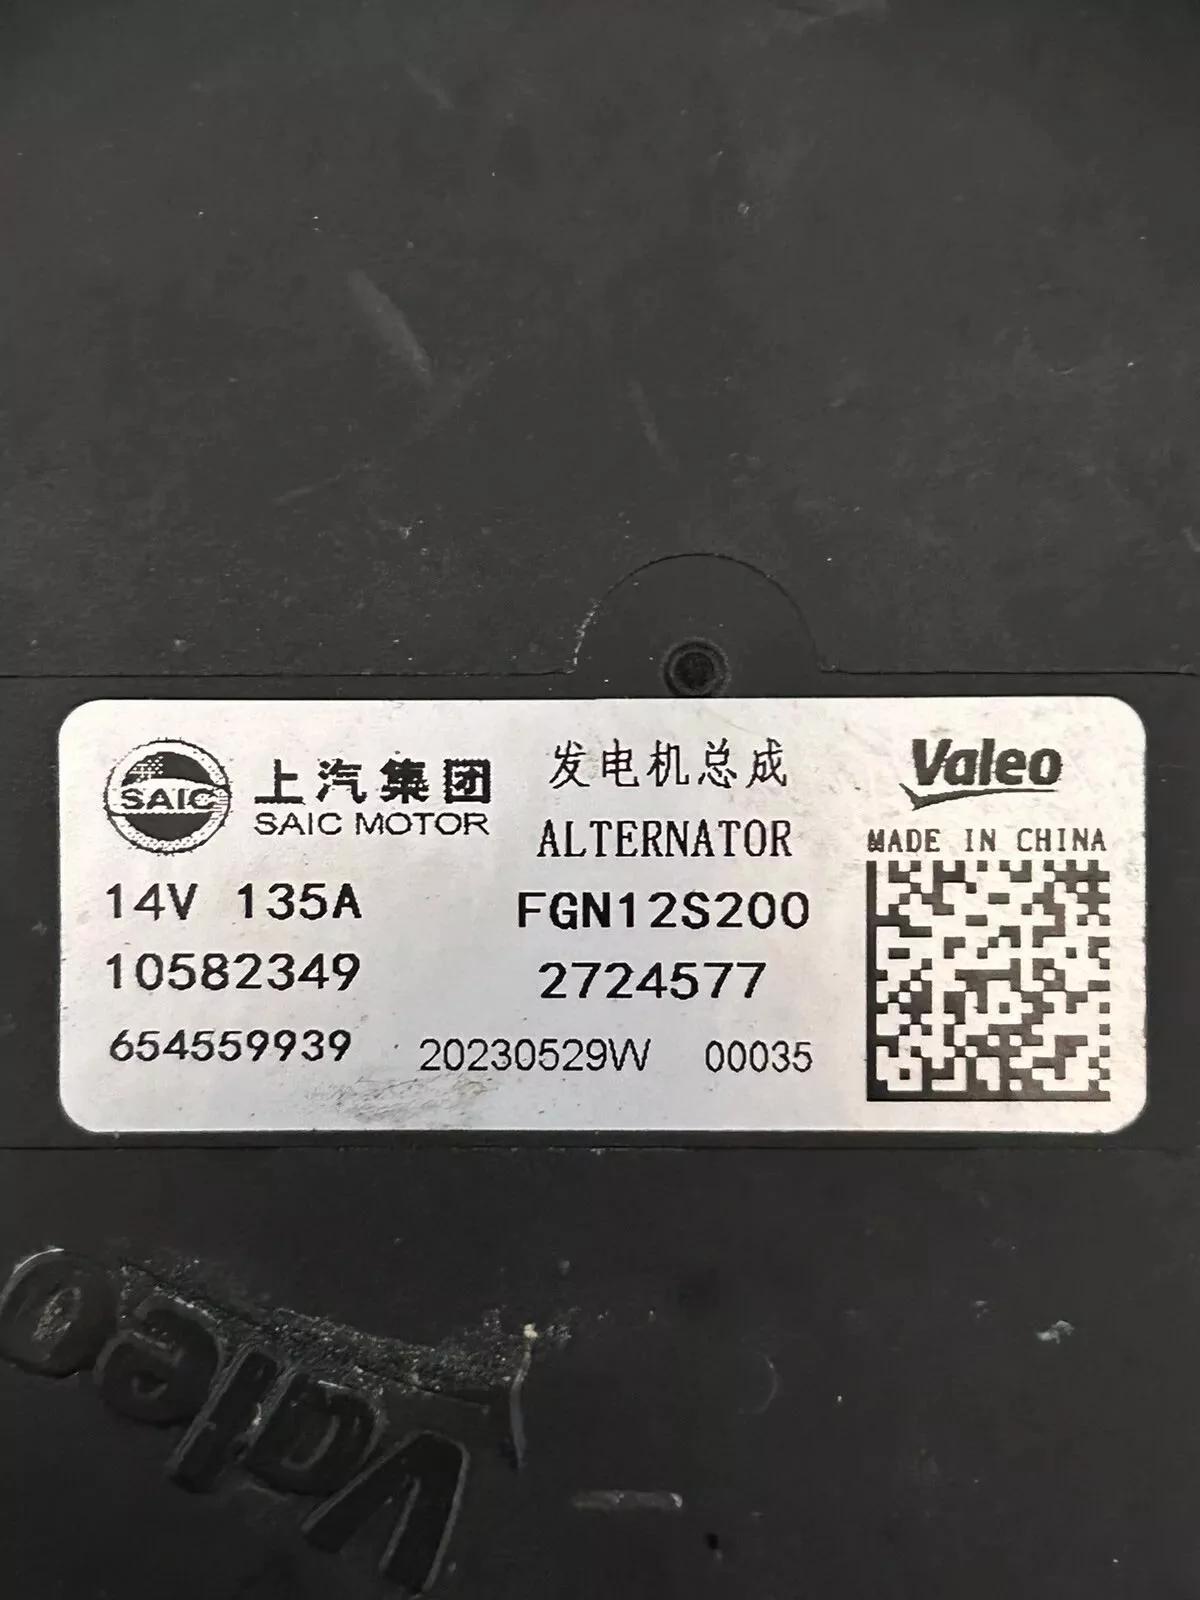 SAIC
上汽集团
SAIC MOTOR
发电机总成
ALTERNATOR
Valeo
MADE IN CHINA
14V 135A
FGN12S200
10582349
2724577
654559939
20230529W 00035
Valeo